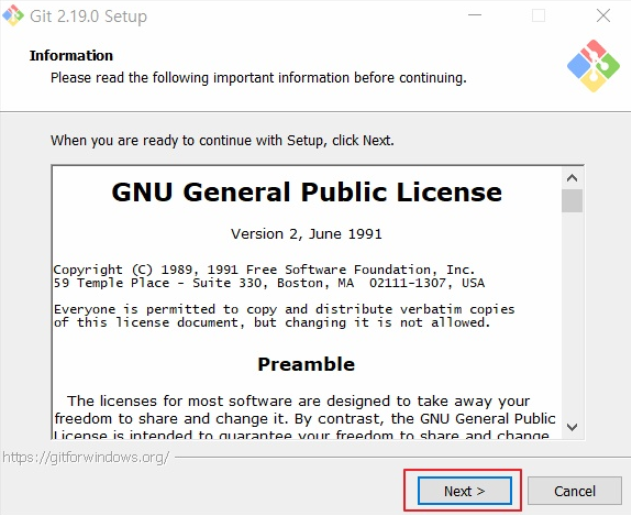 Git 2.19.0 Setup
Information
Please read the following important information before continuing.
When you are ready to continue with Setup, click Next.
GNU General Public License
Version 2, June 1991
Copyright (C) 1989, 1991 Free Software Foundation, Inc.
59 Temple Place - Suite 330, Boston, MA  02111-1307, USA
Everyone is permitted to copy and distribute verbatim copies
of this license document, but changing it is not allowed.
Preamble
The licenses for most software are designed to take away your
freedom to share and change it. By contrast, the GNU General Public
License is intended to guarantee your freedom to share and change
https://gitforwindows.org/
Next >
Cancel